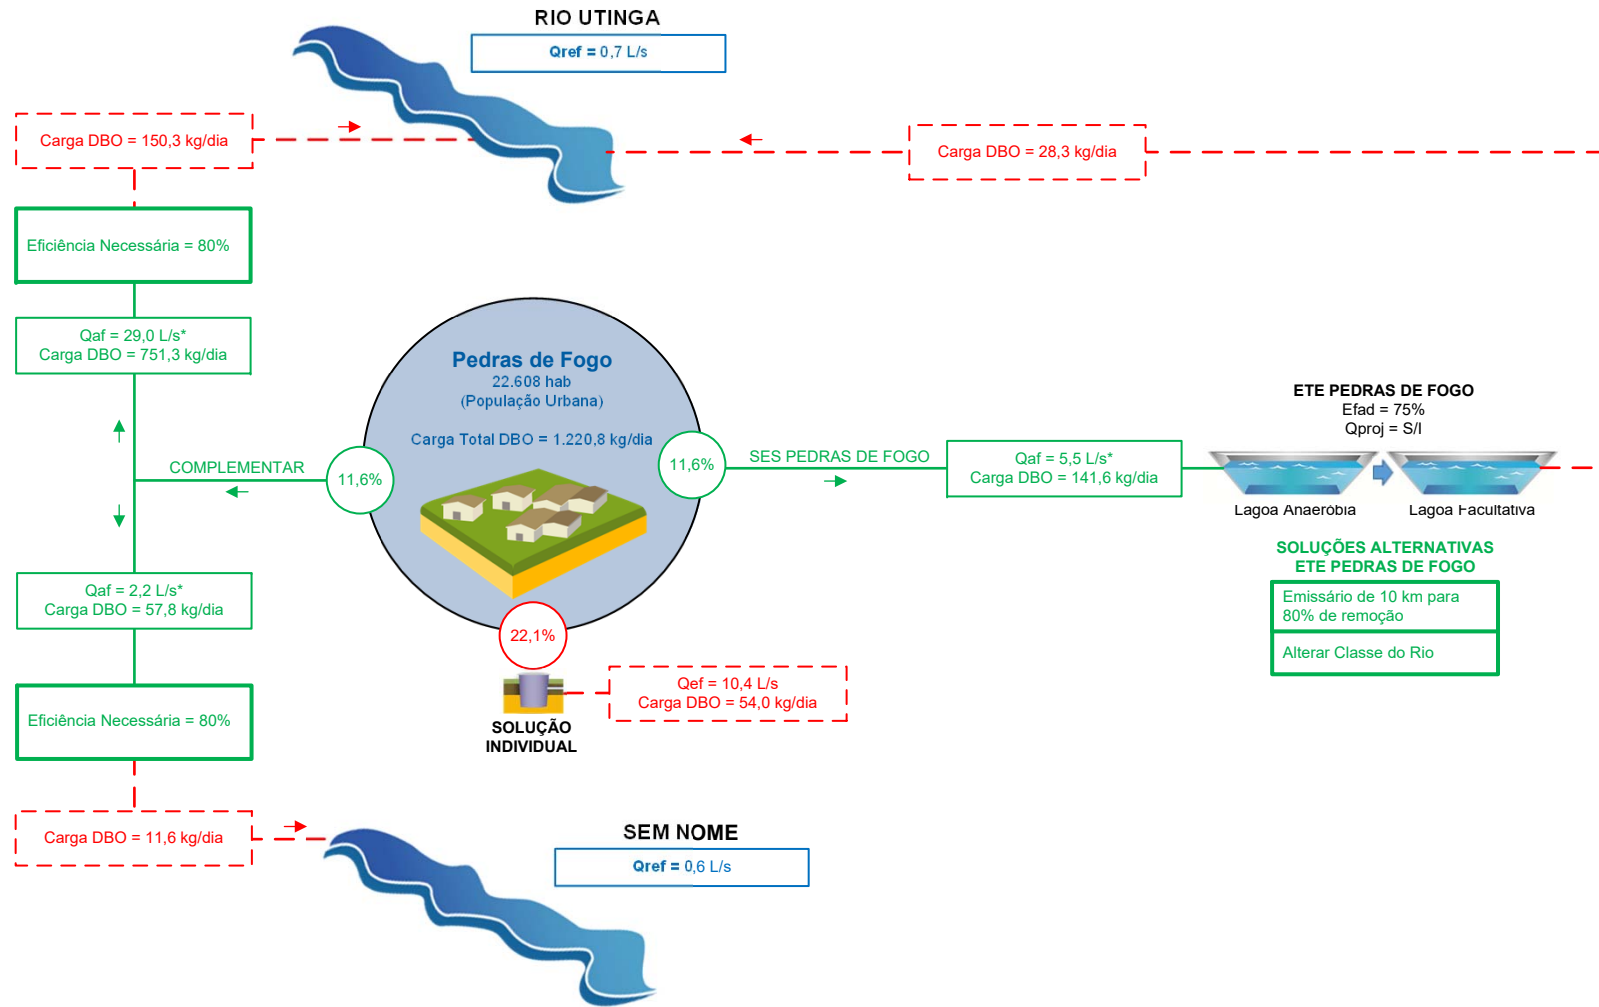 RIO UTINGA
Qref = 0,7 L/s
Carga DBO = 150,3 kg/dia
Carga DBO = 28,3 kg/dia
Eficiência Necessária = 80%
Qaf = 29,0 L/s*
Carga DBO = 751,3 kg/dia
Pedras de Fogo
22.608 hab
(População Urbana)
Carga Total DBO = 1.220,8 kg/dia
COMPLEMENTAR
11,6%
11,6%
SES PEDRAS DE FOGO
Qaf = 5,5 L/s*
Carga DBO = 141,6 kg/dia
ETE PEDRAS DE FOGO
Efad = 75%
Qproj = S/I
Lagoa Anaeróbia
Lagoa Facultativa
SOLUÇÕES ALTERNATIVAS
ETE PEDRAS DE FOGO
Emissário de 10 km para
80% de remoção
Alterar Classe do Rio
Qaf = 2,2 L/s*
Carga DBO = 57,8 kg/dia
22,1%
Qef = 10,4 L/s
Carga DBO = 54,0 kg/dia
SOLUÇÃO
INDIVIDUAL
Eficiência Necessária = 80%
Carga DBO = 11,6 kg/dia
SEM NOME
Qref = 0,6 L/s